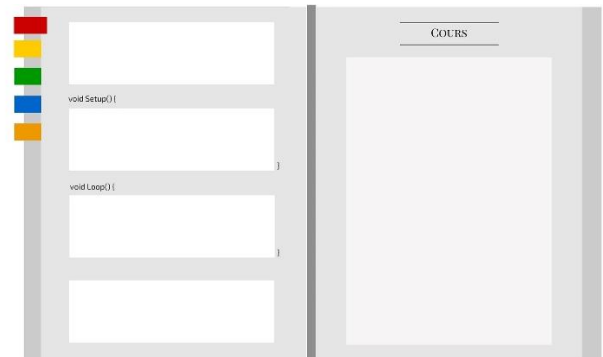 void Setup() {
}
void Loop() {
}
COURS